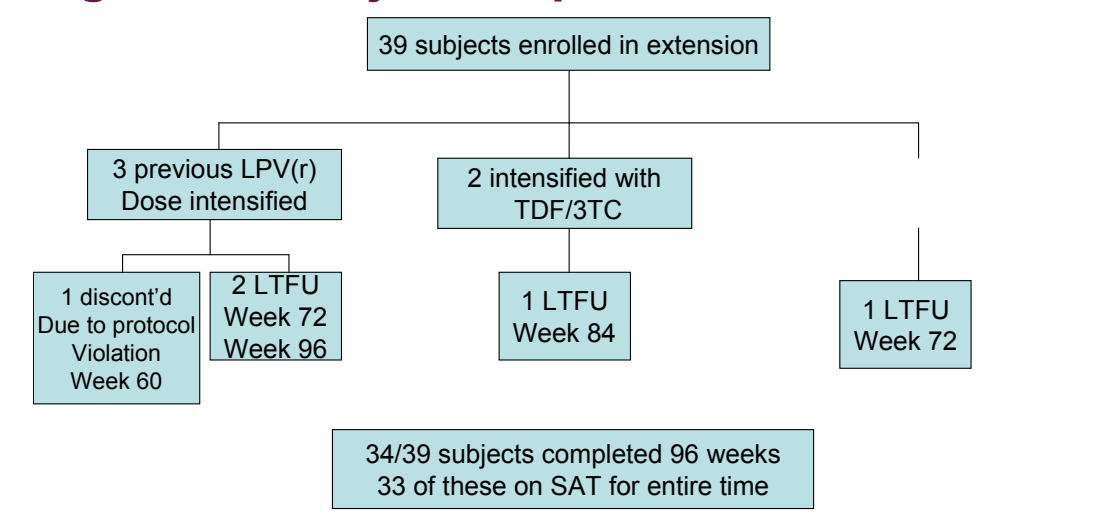 39 subjects enrolled in extension
3 previous LPV(r)
Dose intensified
2 intensified with
TDF/3TC
1 discont'd
Due to protocol
Violation
Week 60
2 LTFU
Week 72
Week 96
1 LTFU
Week 84
1 LTFU
Week 72
34/39 subjects completed 96 weeks
33 of these on SAT for entire time